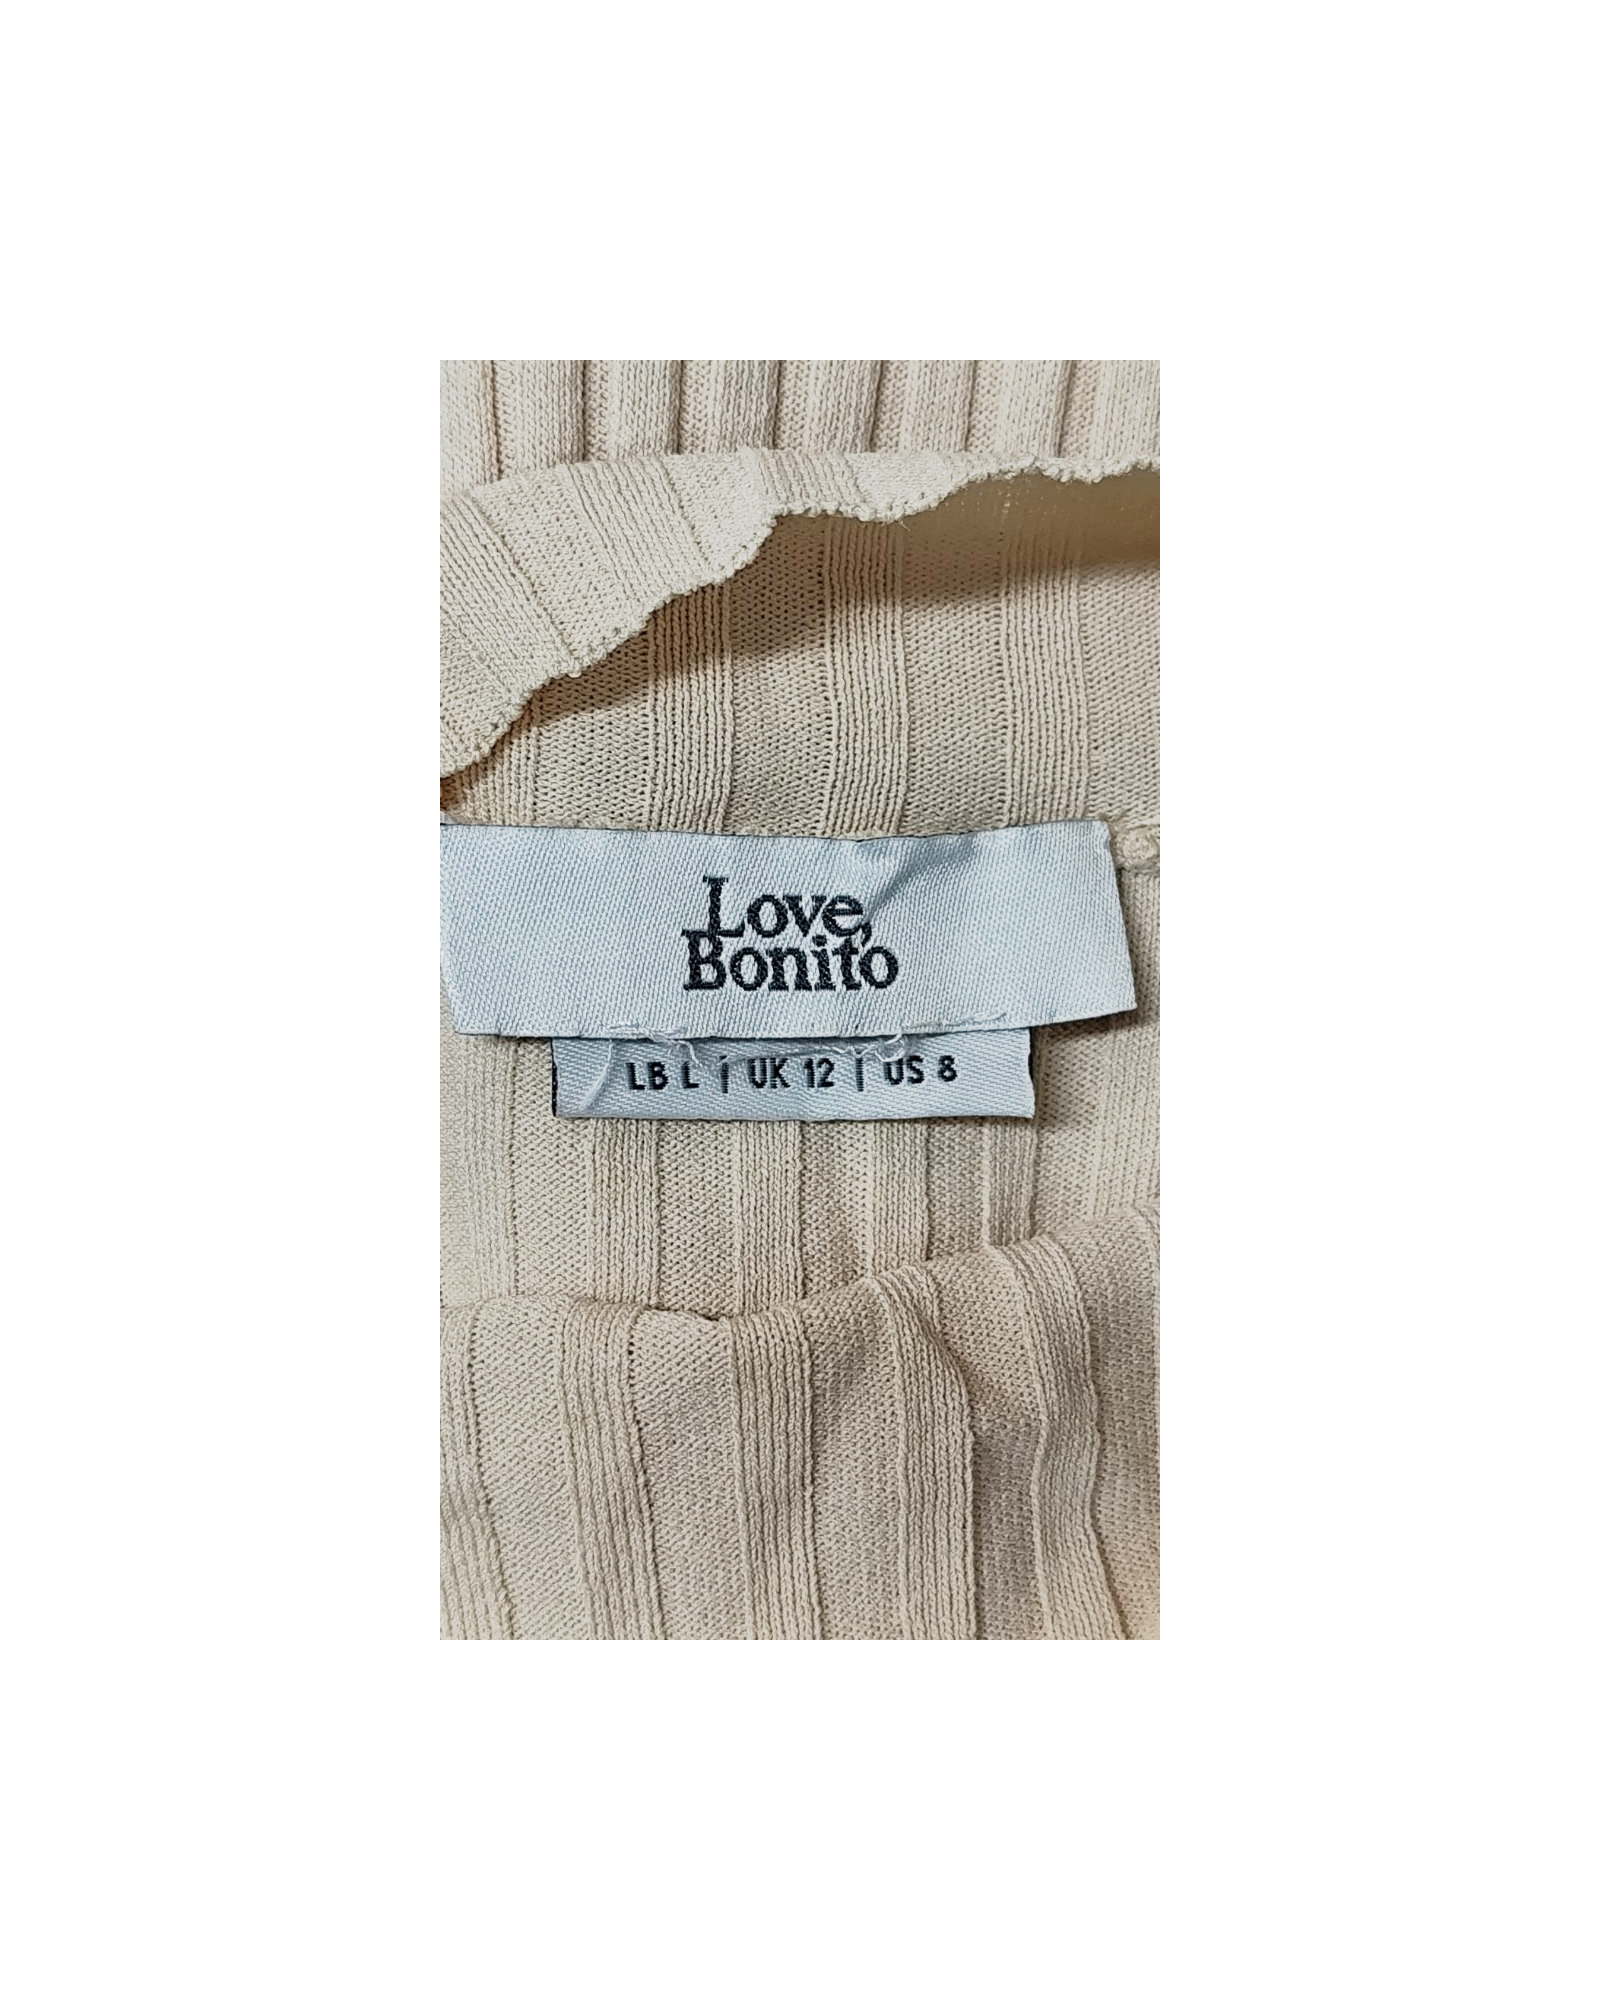 Love,
Bonito
LB L | UK 12 | US 8